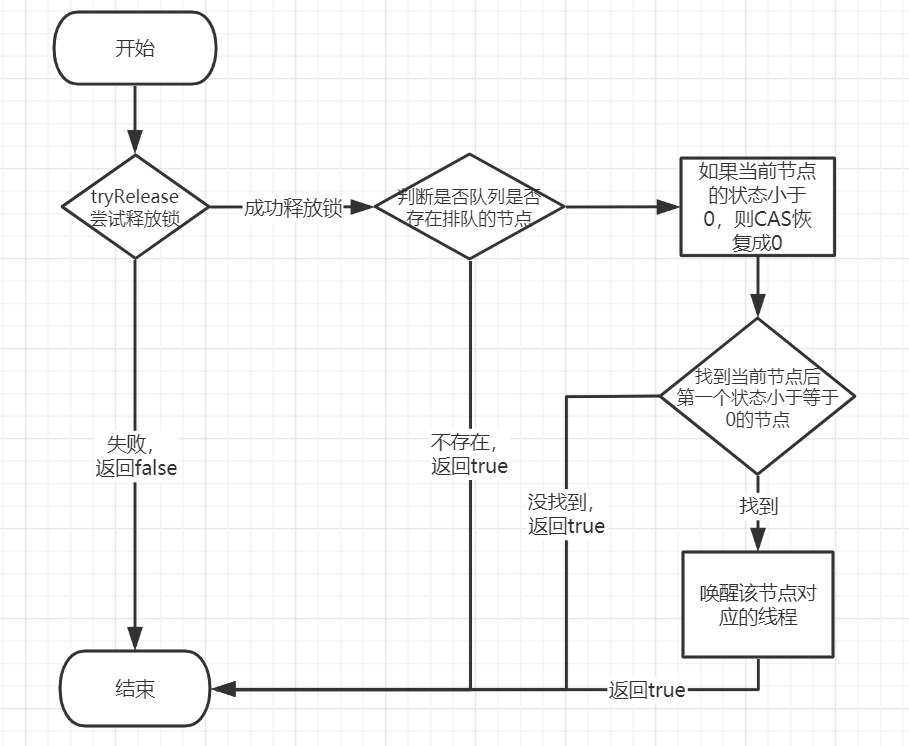 开始
tryRelease
尝试释放锁
成功释放锁
判断是否队列是否
存在排队的节点
如果当前节点
的状态小于
0，则CAS恢
复成0
找到当前节点后
第一个状态小于等于
0的节点
失败，
返回false
不存在，
返回true
没找到，
返回true
找到
唤醒该节点对
应的线程
结束
返回true